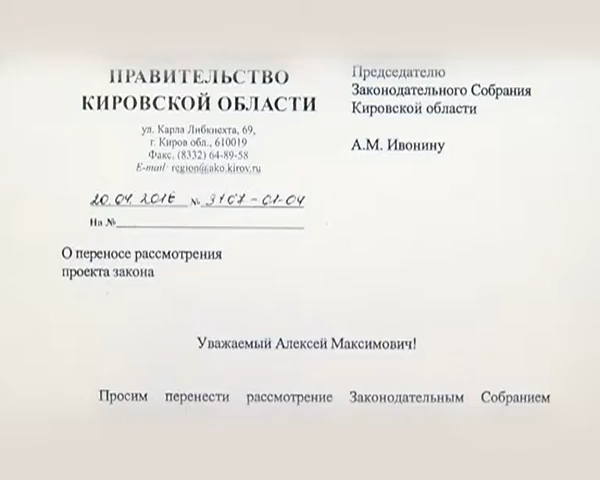 ПРАВИТЕЛЬСТВО
КИРОВСКОЙ ОБЛАСТИ
ул. Карла Либкнехта, 69,
г. Киров обл., 610019
Факс. (8332) 64-89-58
E-mail: region@ako.kirov.ru
20.04.2016 № 3167-01-04
На №
О переносе рассмотрения
проекта закона
Председателю
Законодательного Собрания
Кировской области
А.М. Ивонину
Уважаемый Алексей Максимович!
Просим перенести рассмотрение Законодательным Собранием